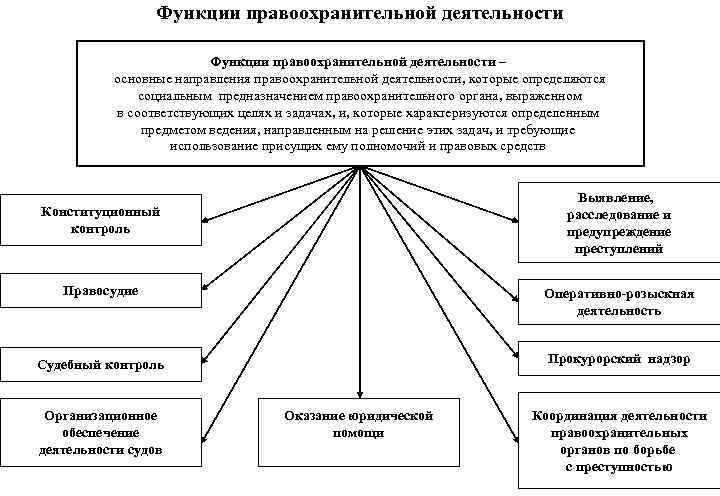 Функции правоохранительной деятельности
Функции правоохранительной деятельности –
основные направления правоохранительной деятельности, которые определяются
социальным предназначением правоохранительного органа, выраженном
в соответствующих целях и задачах, и, которые характеризуются определенным
предметом ведения, направленным на решение этих задач, и требующие
использование присущих ему полномочий и правовых средств
Конституционный
контроль
Правосудие
Судебный контроль
Организационное
обеспечение
деятельности судов
Оказание юридической
помощи
Выявление,
расследование и
предупреждение
преступлений
Оперативно-розыскная
деятельность
Прокурорский надзор
Координация деятельности
правоохранительных
органов по борьбе
с преступностью